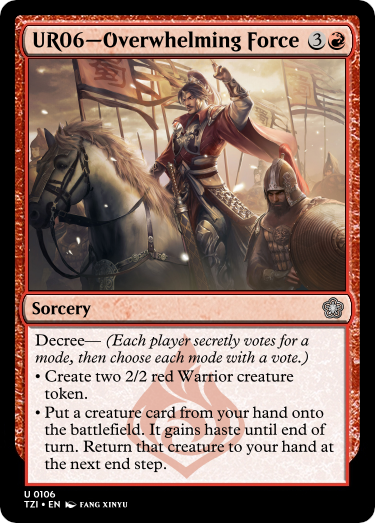 UR06—Overwhelming Force 3
Sorcery
Decree— (Each player secretly votes for a
mode, then choose each mode with a vote.)
• Create two 2/2 red Warrior creature
token.
• Put a creature card from your hand onto
the battlefield. It gains haste until end of
turn. Return that creature to your hand at
the next end step.
U 0106
TZI • EN FANG XINYU